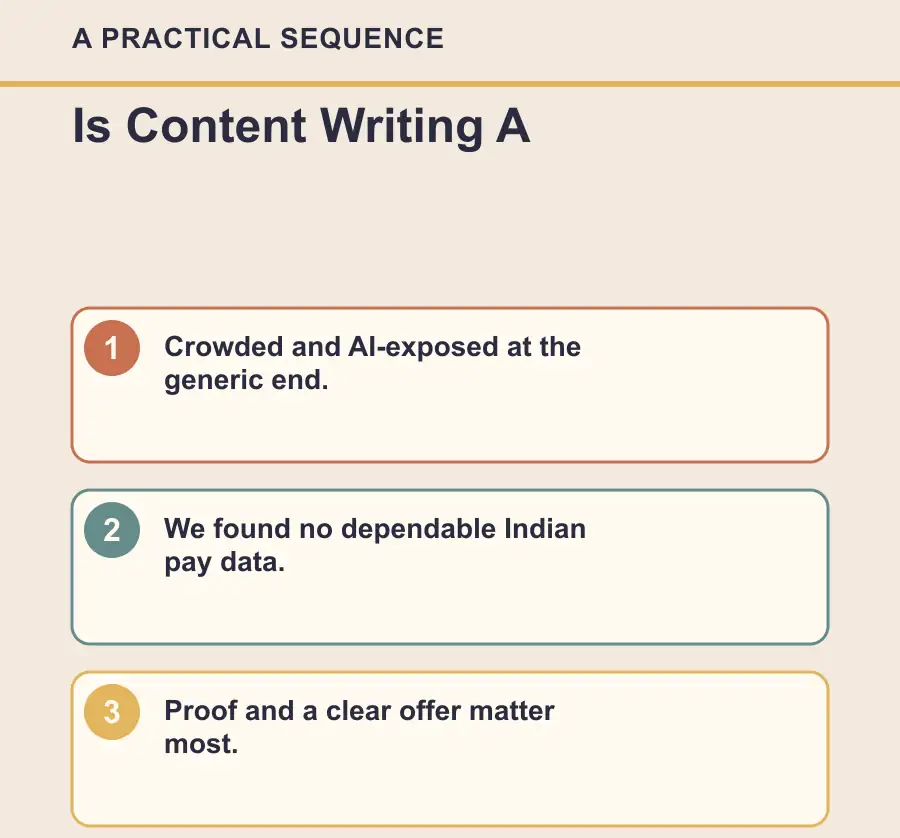 A PRACTICAL SEQUENCE
Is Content Writing A
1
Crowded and AI-exposed at the
generic end.
2
We found no dependable Indian
pay data.
3
Proof and a clear offer matter
most.